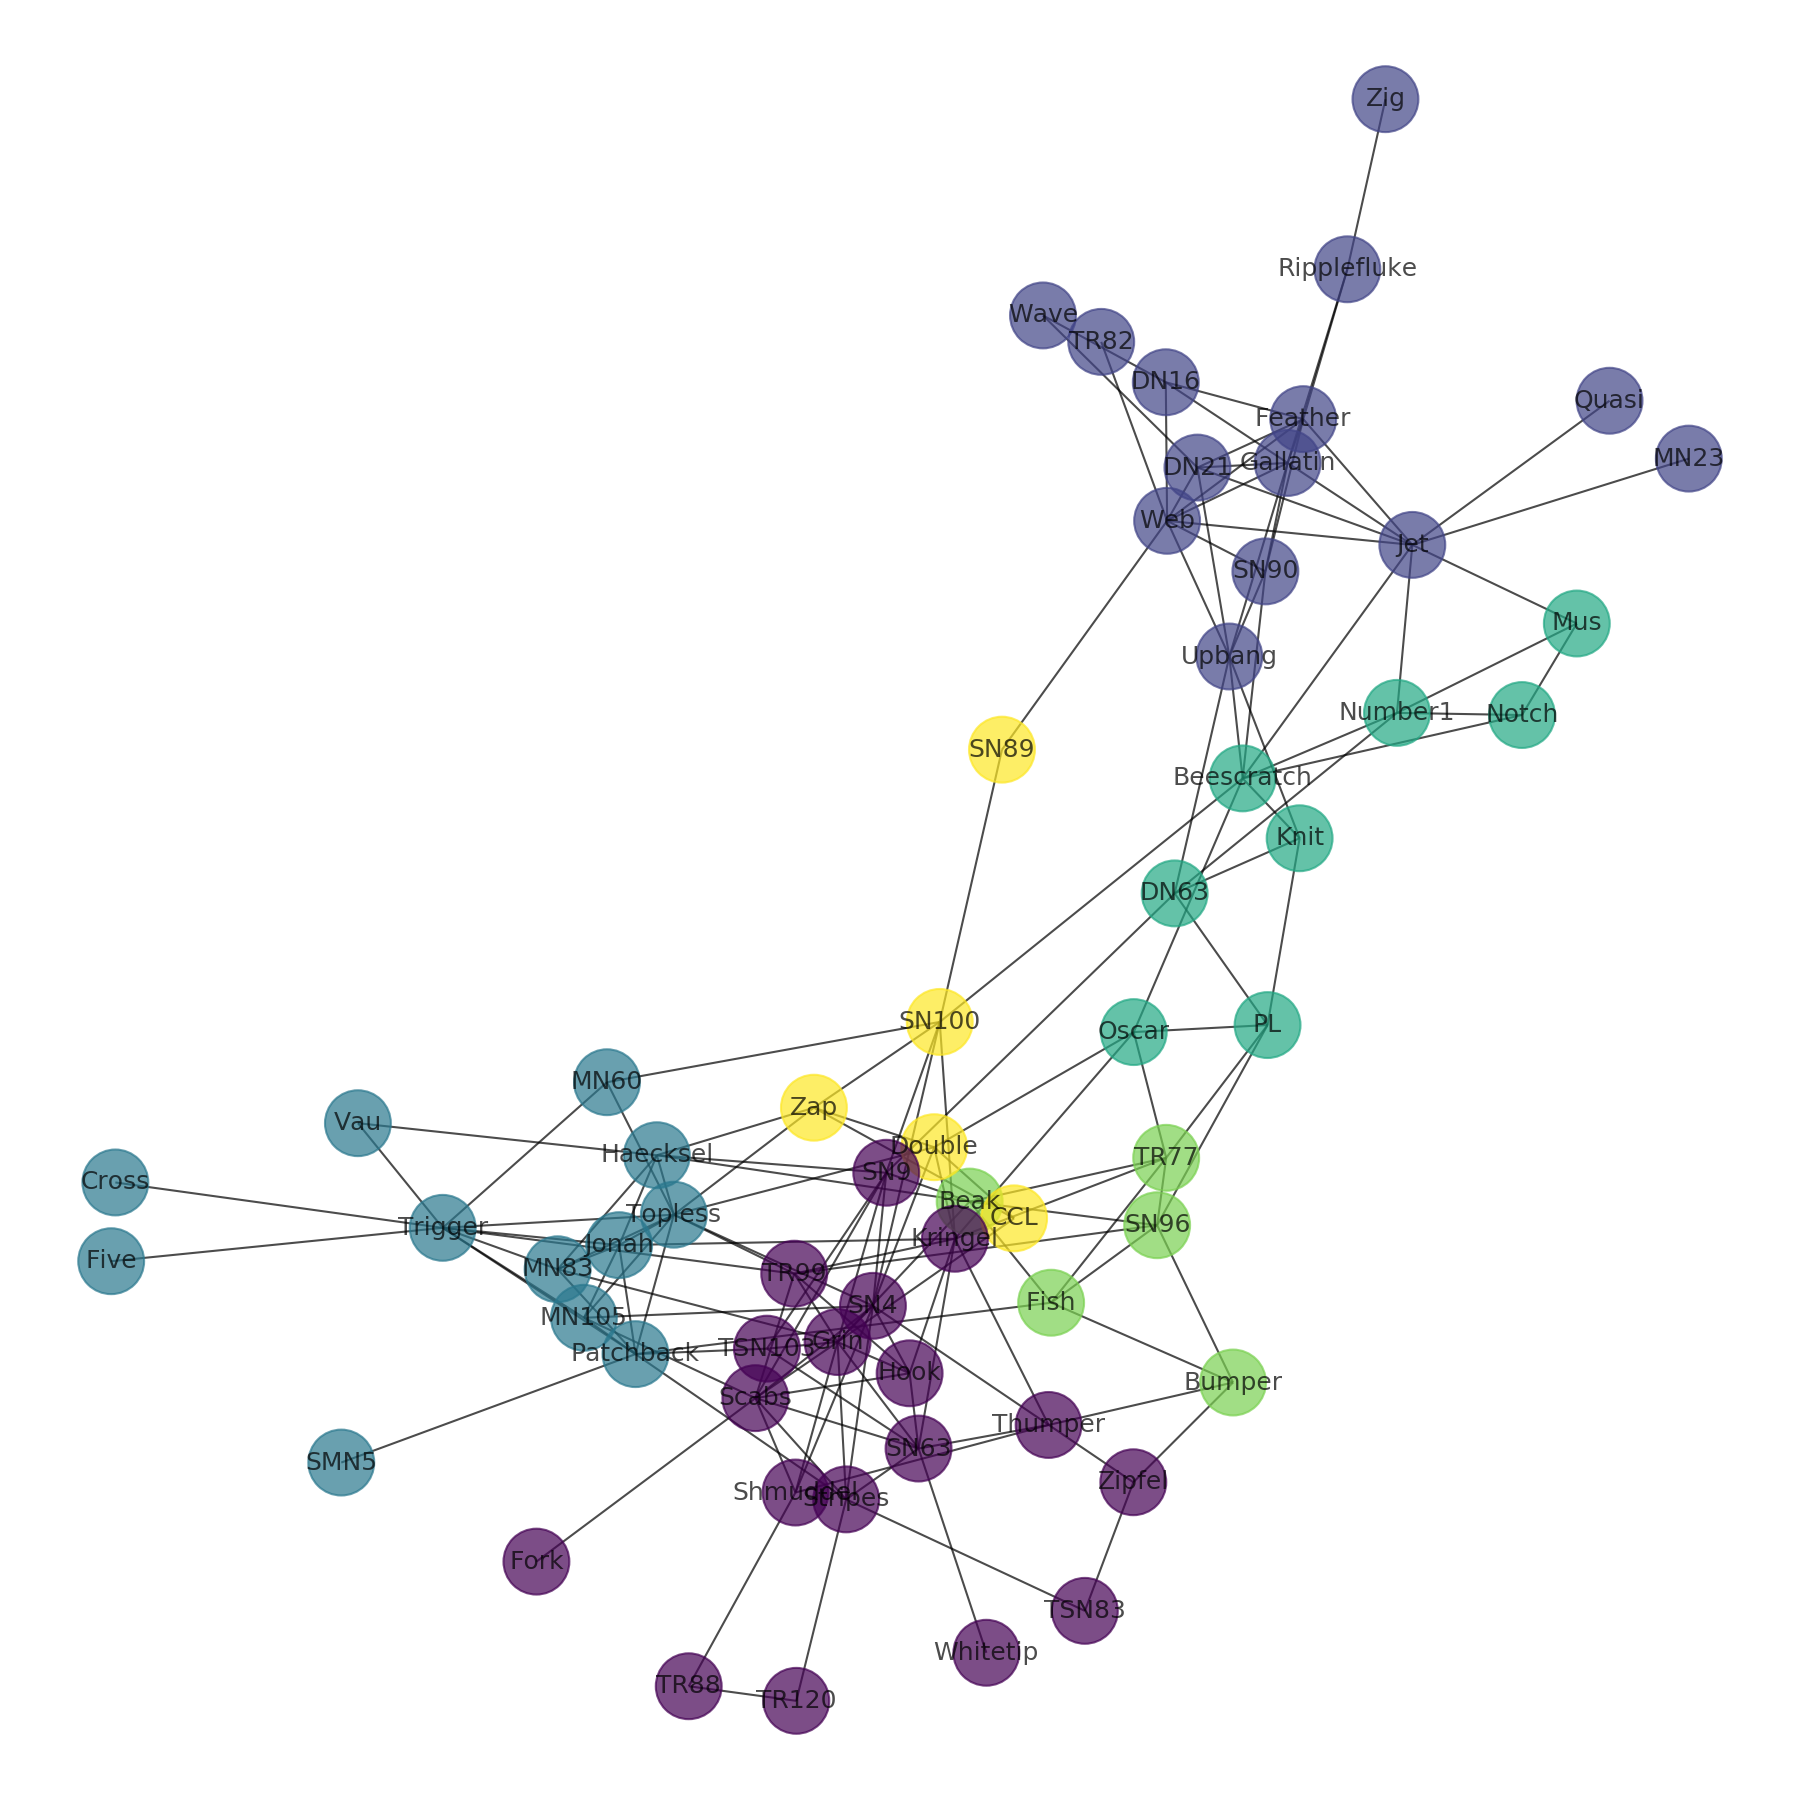 Zig
Ripplefluke
Wave
TR82
DN16
Quasi
Feather
MN23
Gallatin
DN21
Web
Jet
SN90
Mus
Upbang
Number1
Notch
SN89
Beescratch
Knit
DN63
SN100
PL
Oscar
MN60
Zap
Vau
Double
Haecksel
TR77
SN9
Cross
Beak
Topless
CCL
SN96
Trigger
Kringel
Jonah
Five
MN83
TR99
Fish
SN4
MN105
Grin
TSN103
Patchback
Hook
Bumper
Scabs
Thumper
SN63
SMN5
Zipfel
Shmuddel
Stripes
Fork
TSN83
Whitetip
TR88
TR120